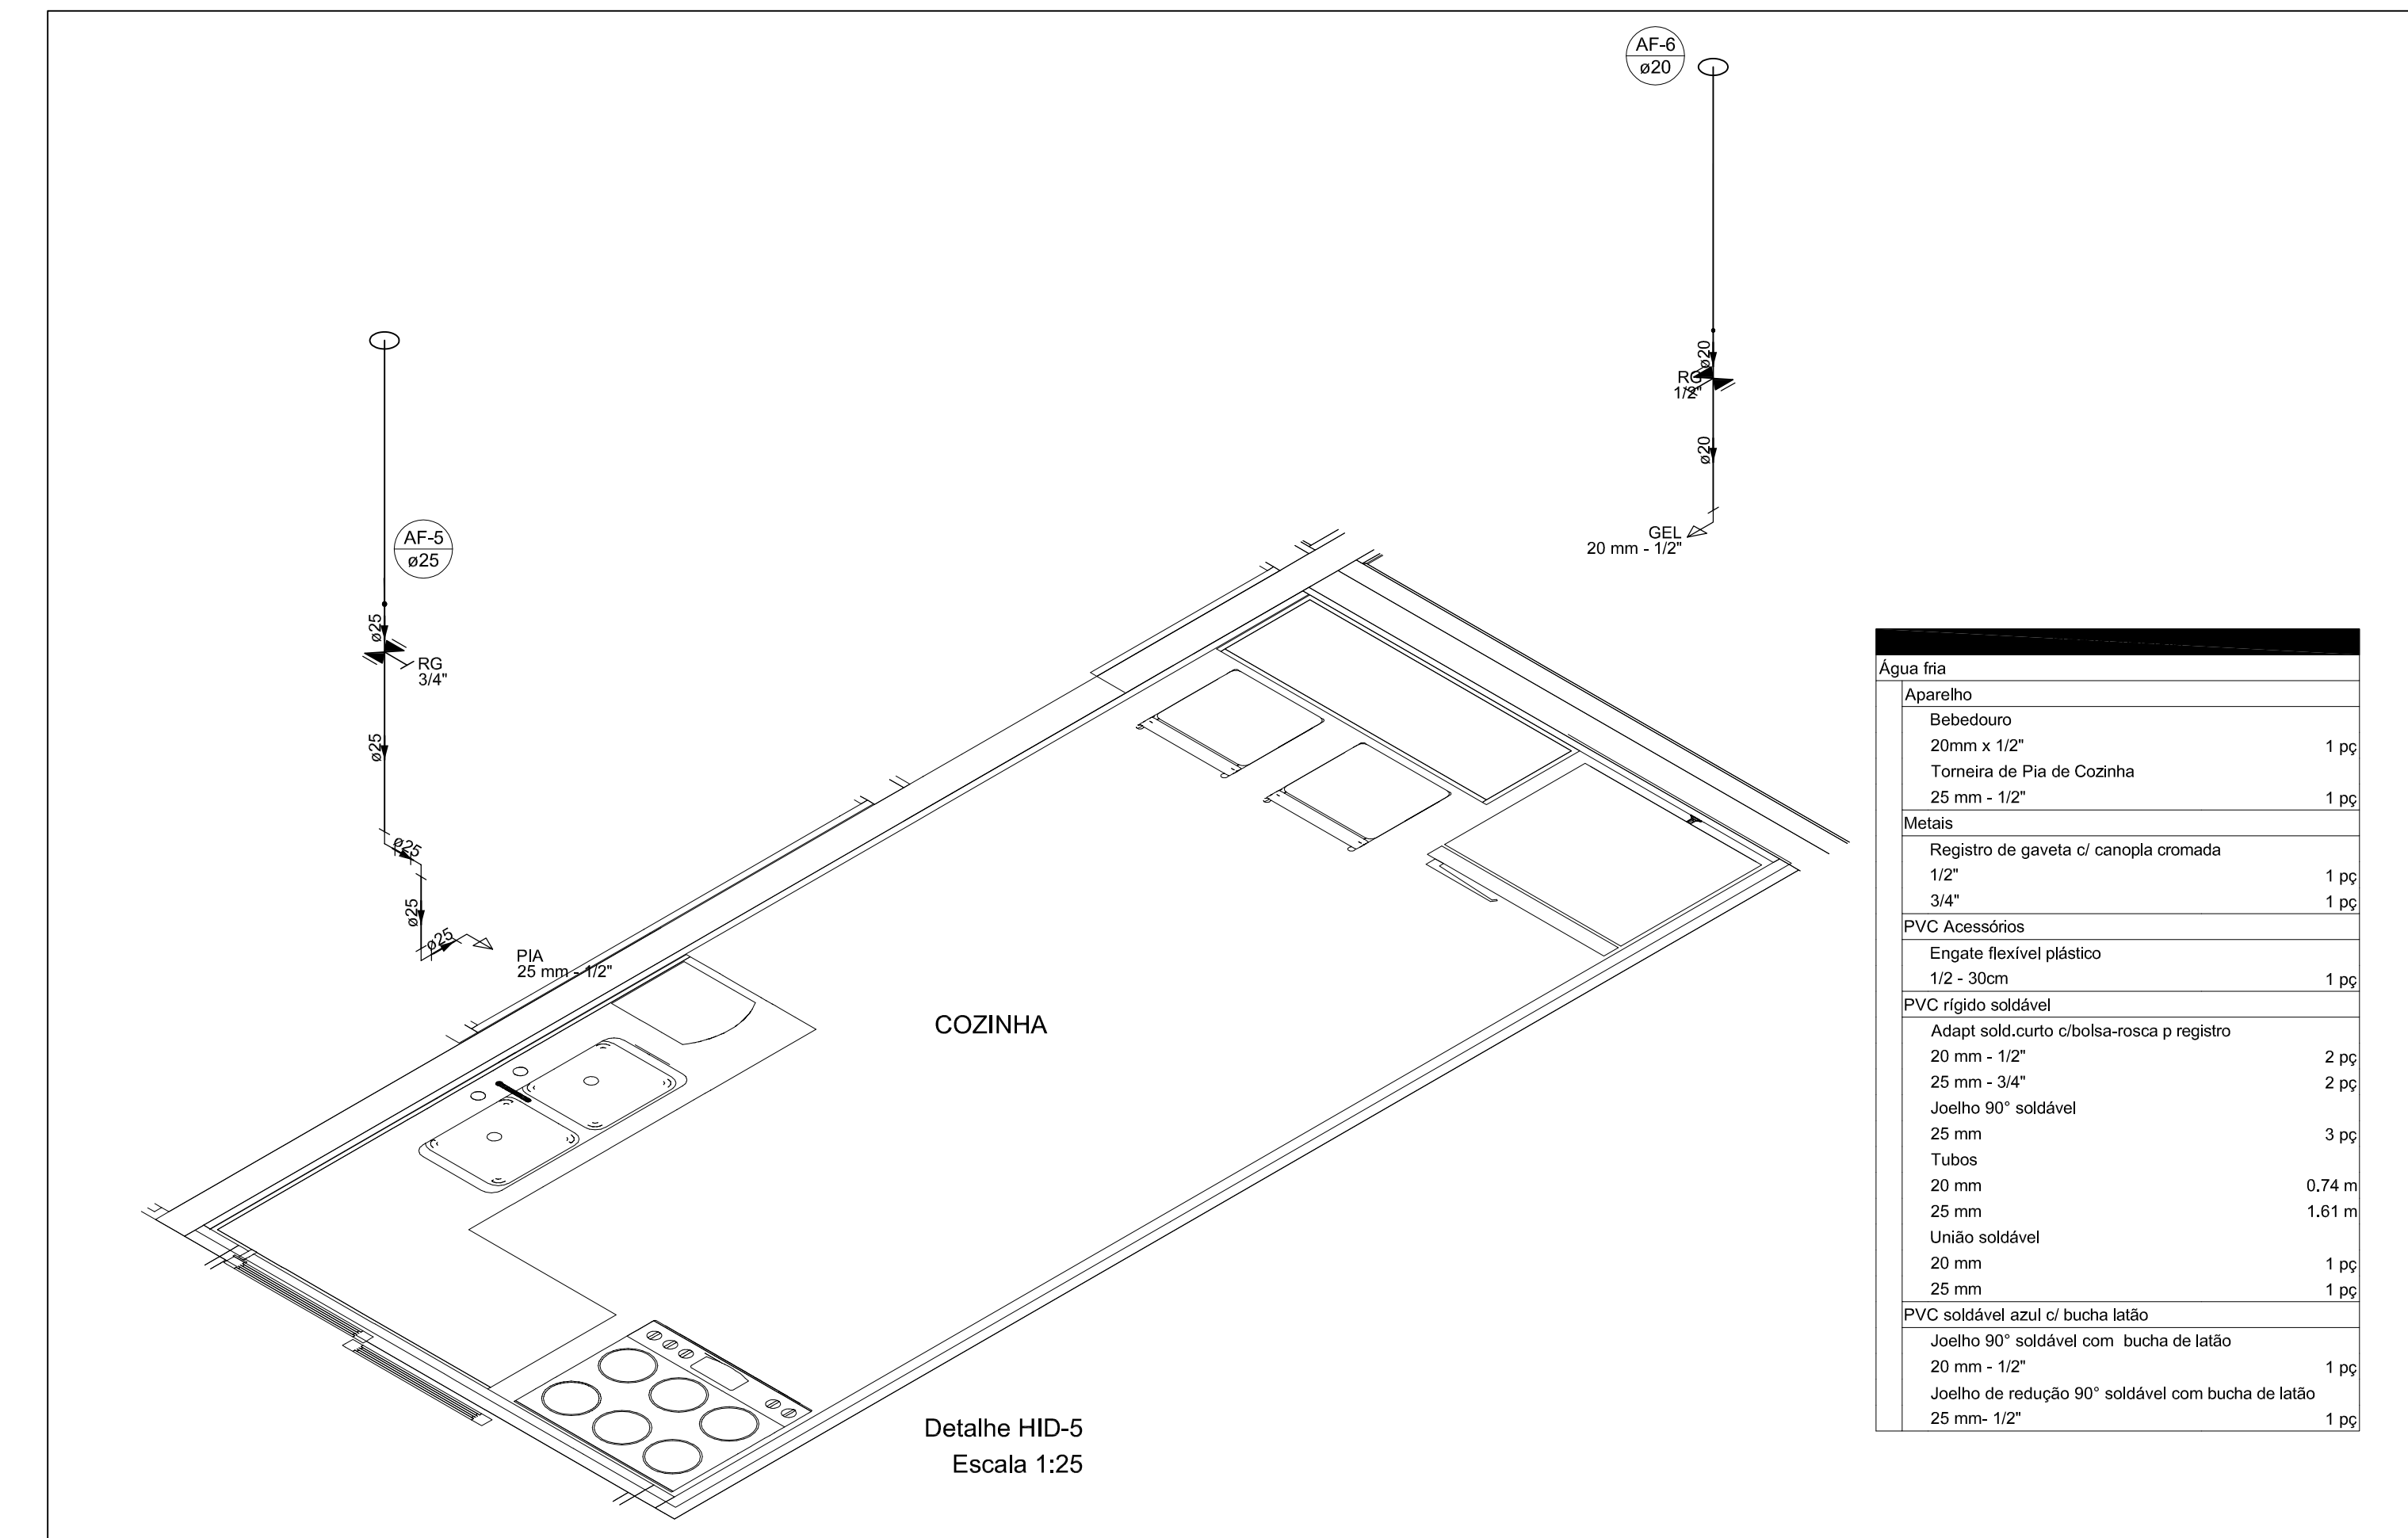 AF-6
ø20
ø20
RG
1/2"
ø20
GEL
20 mm - 1/2"
AF-5
ø25
ø25
RG
3/4"
ø25
ø25
ø25
ø25
PIA
25 mm - 1/2"
COZINHA
Detalhe HID-5
Escala 1:25
Água fria
Aparelho
Bebedouro
20mm x 1/2" 1 pç
Torneira de Pia de Cozinha
25 mm - 1/2" 1 pç
Metais
Registro de gaveta c/ canopla cromada
1/2" 1 pç
3/4" 1 pç
PVC Acessórios
Engate flexível plástico
1/2 - 30cm 1 pç
PVC rígido soldável
Adapt sold.curto c/bolsa-rosca p registro
20 mm - 1/2" 2 pç
25 mm - 3/4" 2 pç
Joelho 90° soldável
25 mm 3 pç
Tubos
20 mm 0.74 m
25 mm 1.61 m
União soldável
20 mm 1 pç
25 mm 1 pç
PVC soldável azul c/ bucha latão
Joelho 90° soldável com  bucha de latão
20 mm - 1/2" 1 pç
Joelho de redução 90° soldável com bucha de latão
25 mm- 1/2" 1 pç